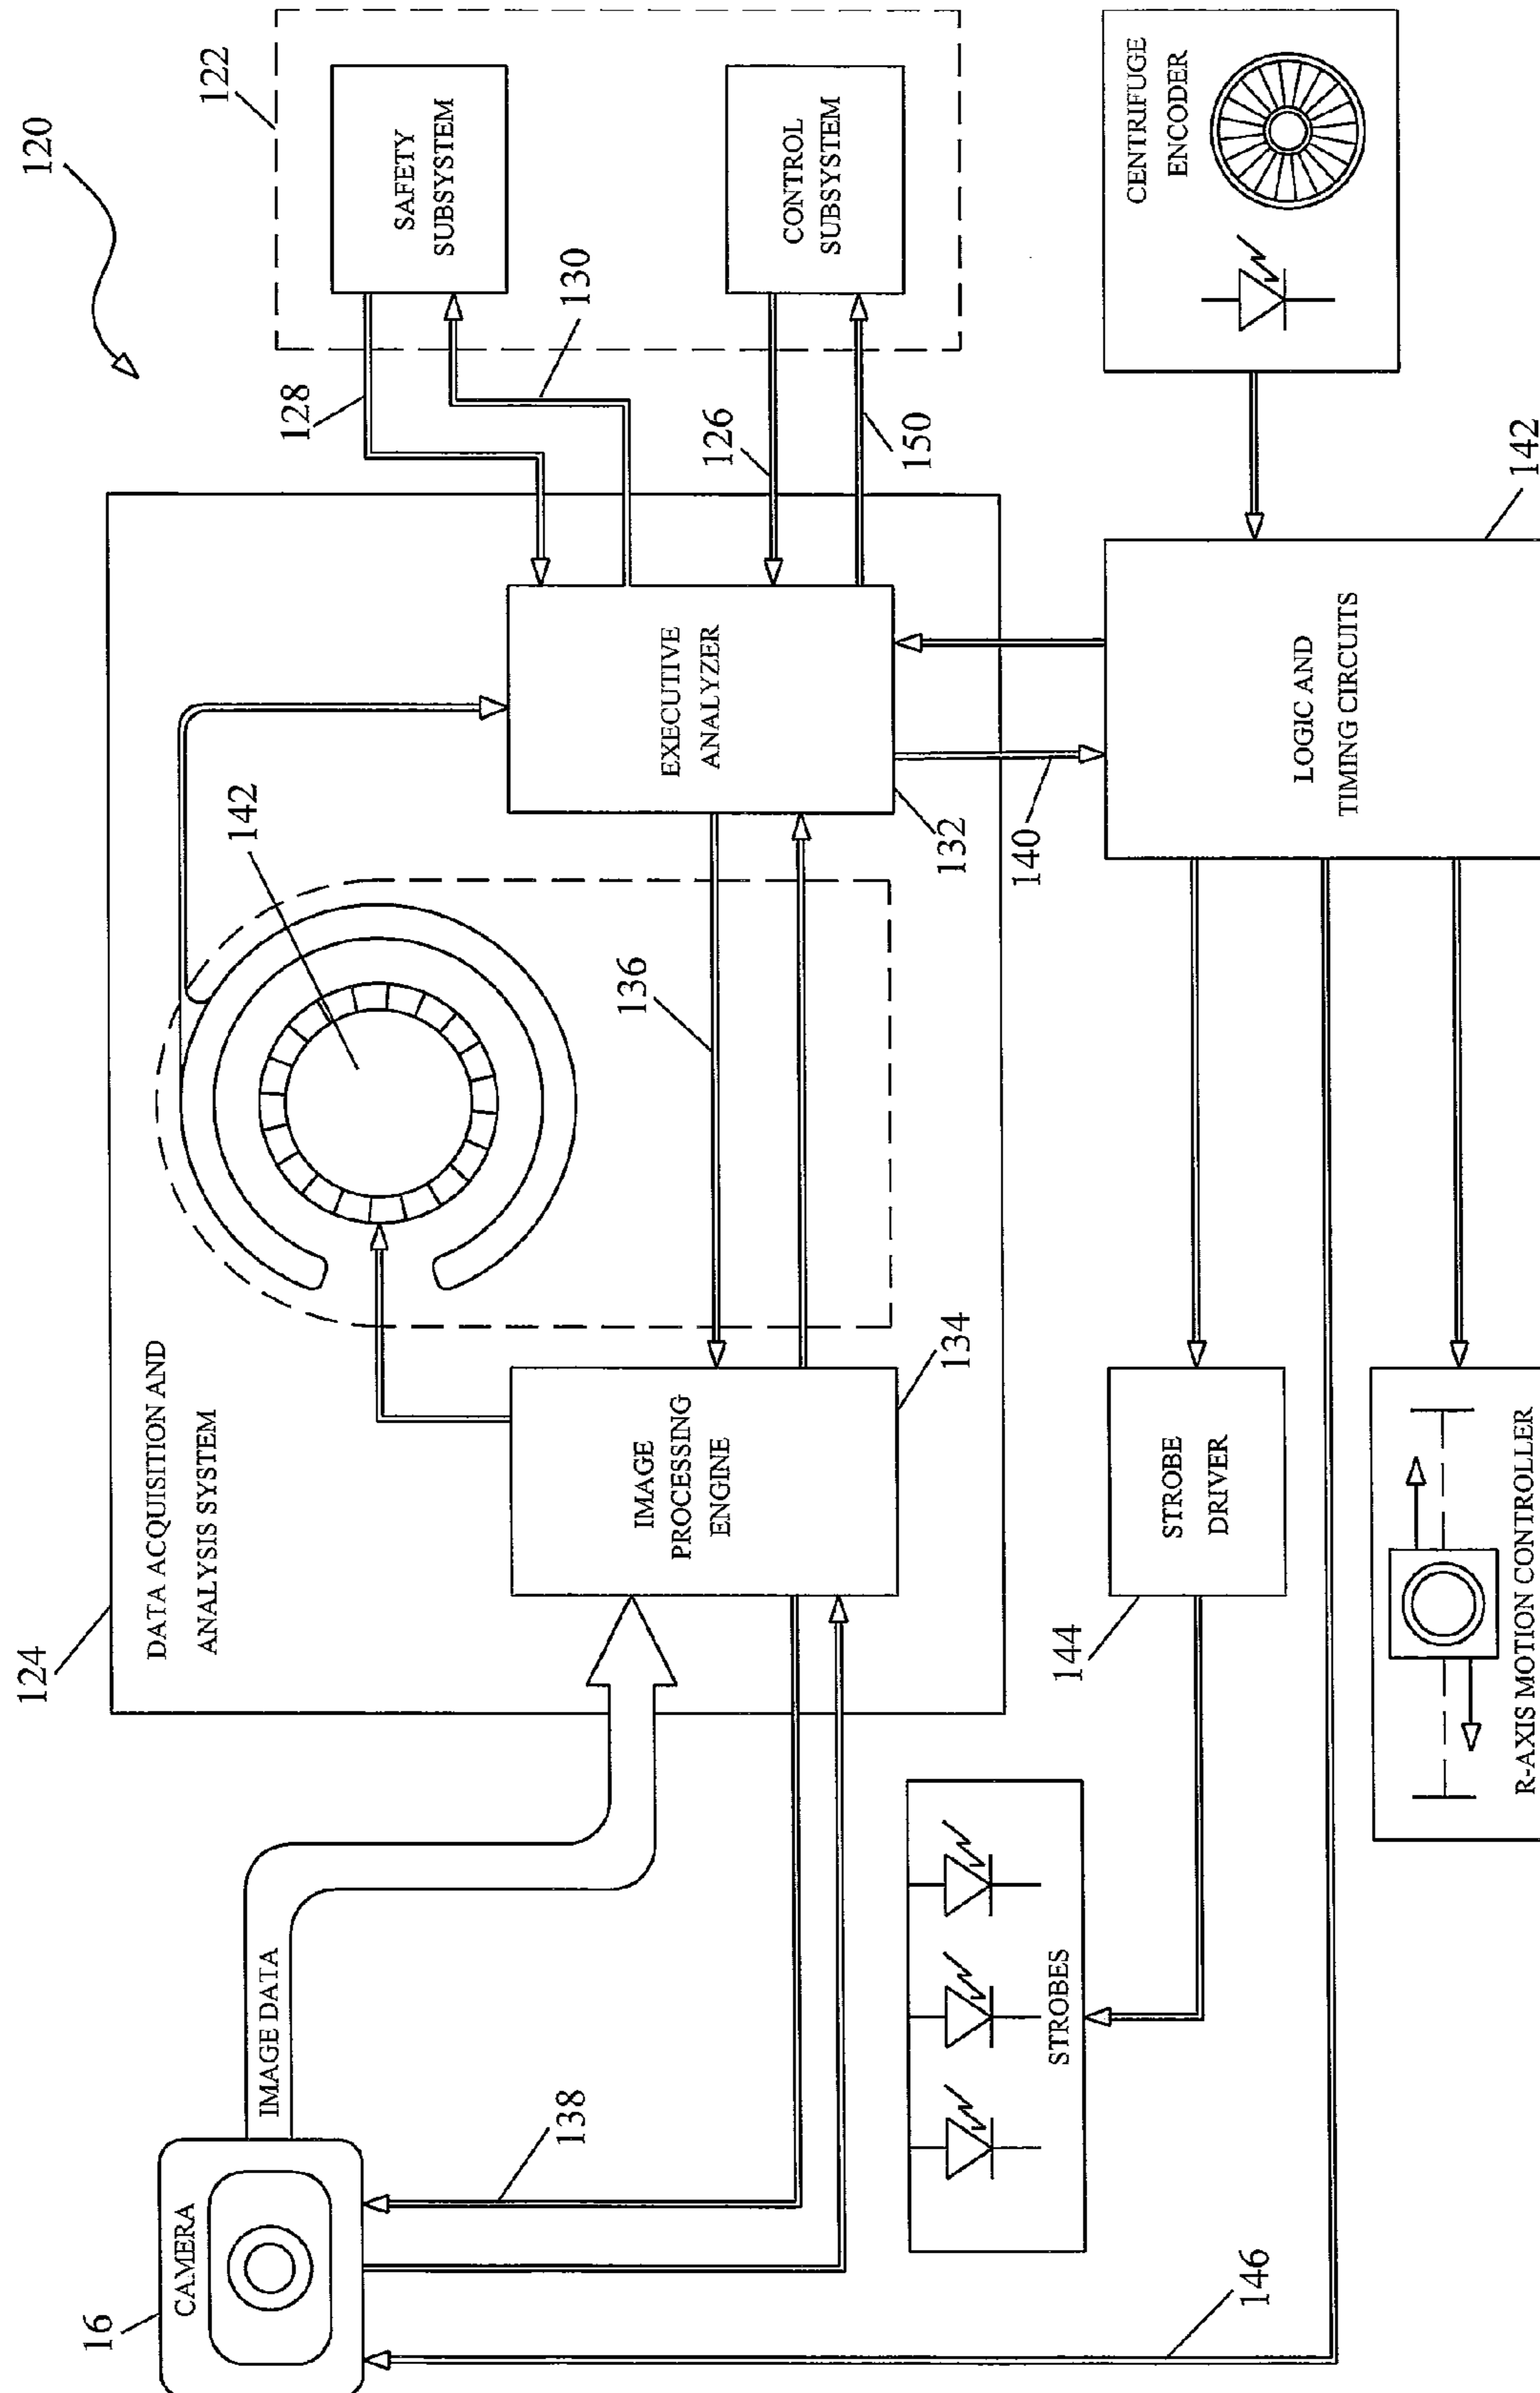 120
124
DATA ACQUISITION AND
ANALYSIS SYSTEM
122
16
CAMERA
IMAGE DATA
142
128
SAFETY
SUBSYSTEM
130
138
IMAGE
PROCESSING
ENGINE
134
136
EXECUTIVE
ANALYZER
132
126
150
CONTROL
SUBSYSTEM
140
STROBES
144
STROBE
DRIVER
146
LOGIC AND
TIMING CIRCUITS
142
CENTRIFUGE
ENCODER
R-AXIS MOTION CONTROLLER